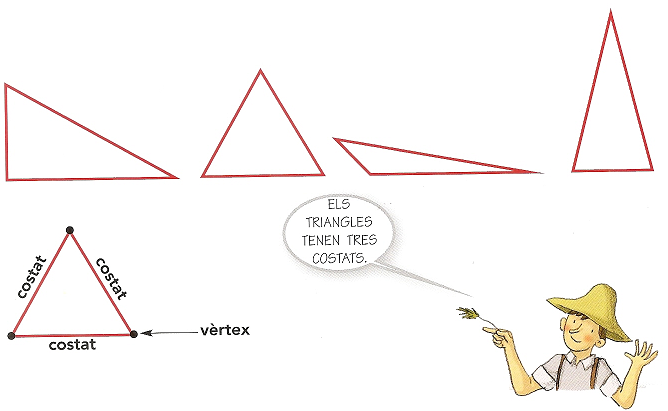 ELS
TRIANGLES
TENEN TRES
COSTATS.
costat
costat
vèrtex
costat